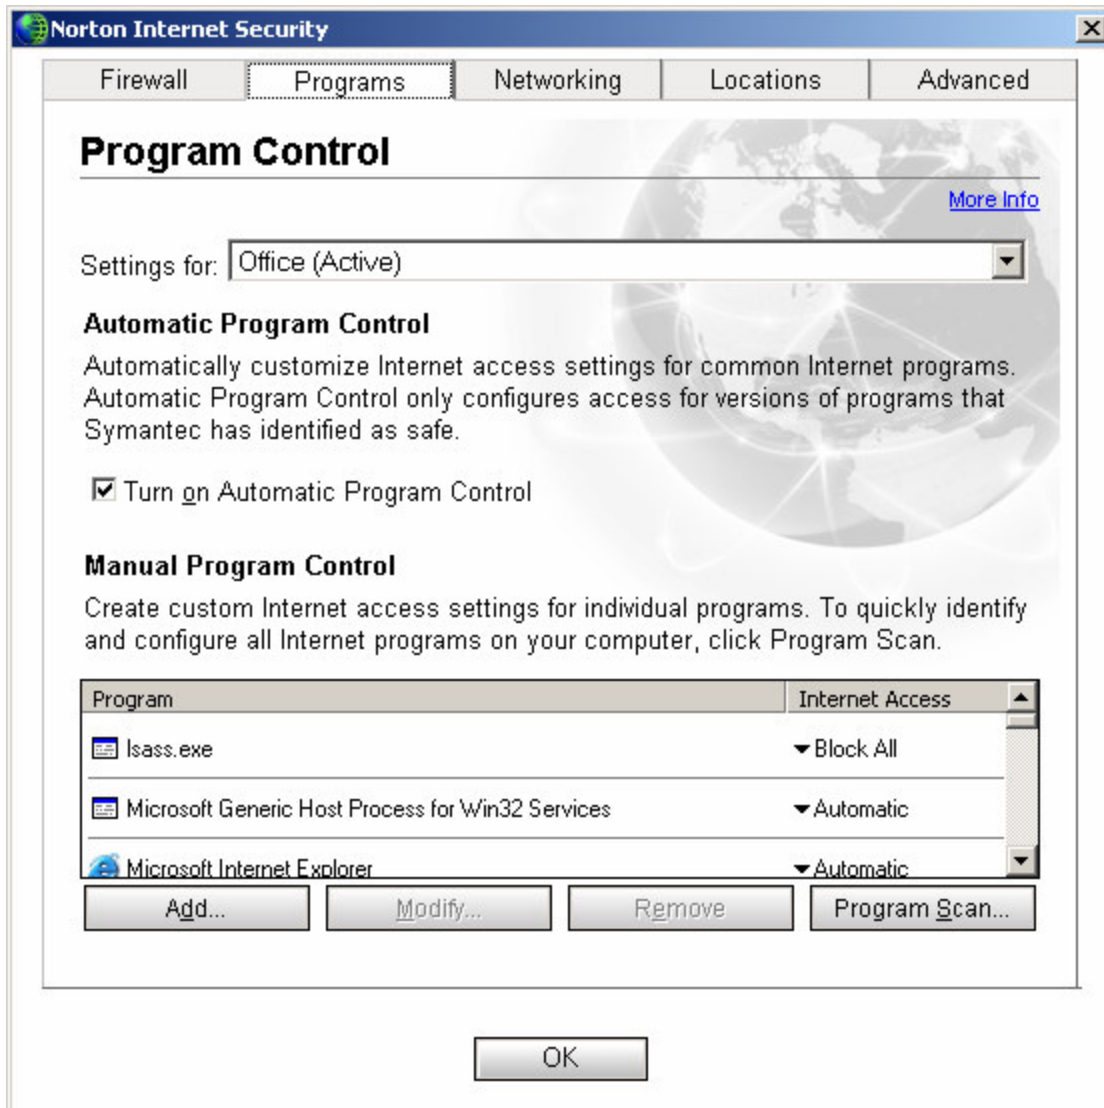 Norton Internet Security
Firewall Programs Networking Locations Advanced
Program Control
More Info
Settings for: Office (Active)
Automatic Program Control
Automatically customize Internet access settings for common Internet programs.
Automatic Program Control only configures access for versions of programs that
Symantec has identified as safe.
Turn on Automatic Program Control
Manual Program Control
Create custom Internet access settings for individual programs. To quickly identify
and configure all Internet programs on your computer, click Program Scan.
Program Internet Access
lsass.exe Block All
Microsoft Generic Host Process for Win32 Services Automatic
Microsoft Internet Explorer Automatic
Add... Modify... Remove Program Scan...
OK